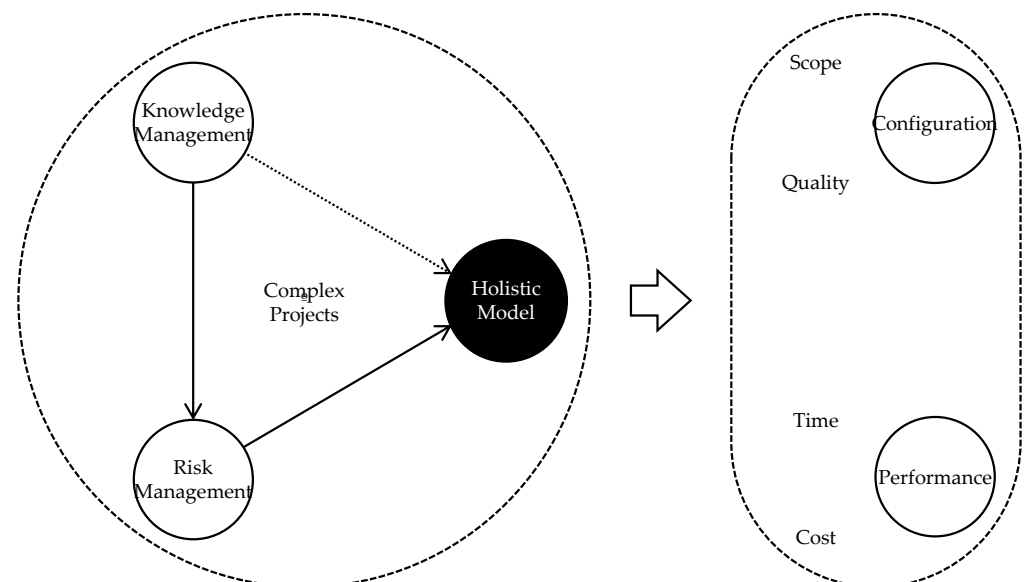 Knowledge
Management
Complex
Projects
Holistic
Model
Risk
Management
Scope
Configuration
Quality
Time
Performance
Cost